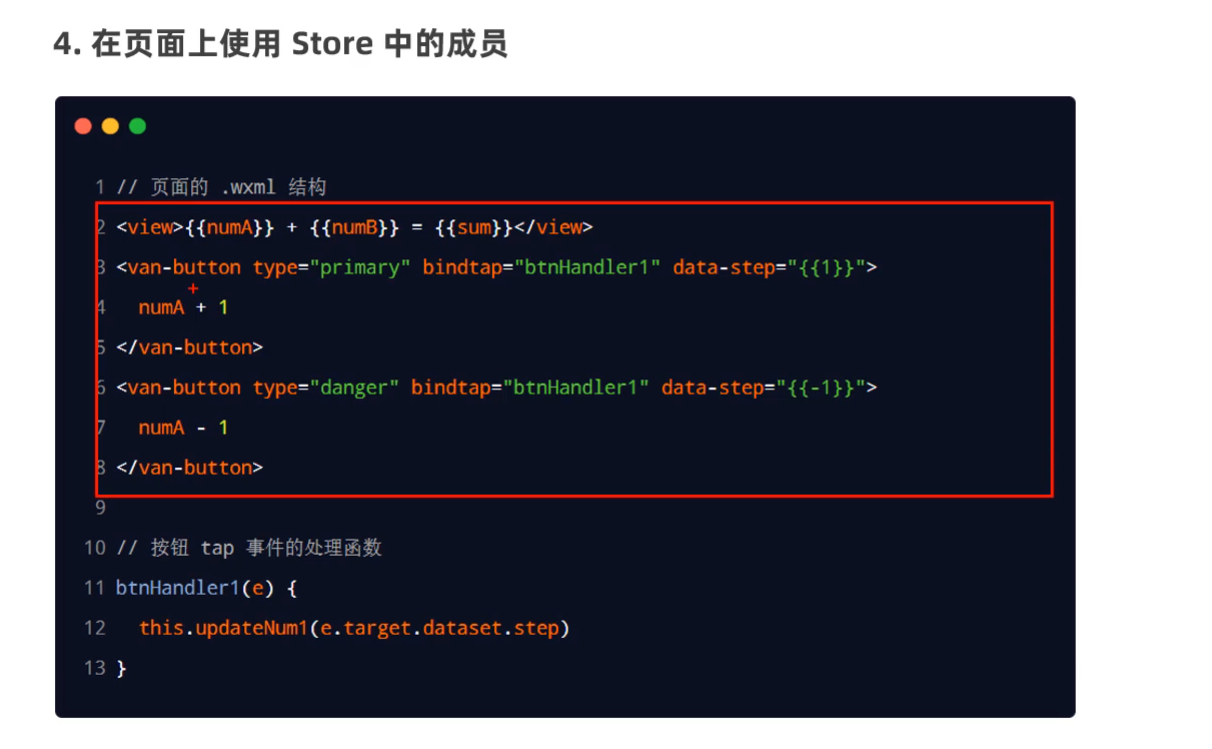 4. 在页面上使用 Store 中的成员
1 // 页面的 .wxml 结构
2 <view>{{numA}} + {{numB}} = {{sum}}</view>
3 <van-button type="primary" bindtap="btnHandler1" data-step="{{1}}">
4 numA + 1
5 </van-button>
6 <van-button type="danger" bindtap="btnHandler1" data-step="{{-1}}">
7 numA - 1
8 </van-button>
9
10 // 按钮 tap 事件的处理函数
11 btnHandler1(e) {
12 this.updateNum1(e.target.dataset.step)
13 }